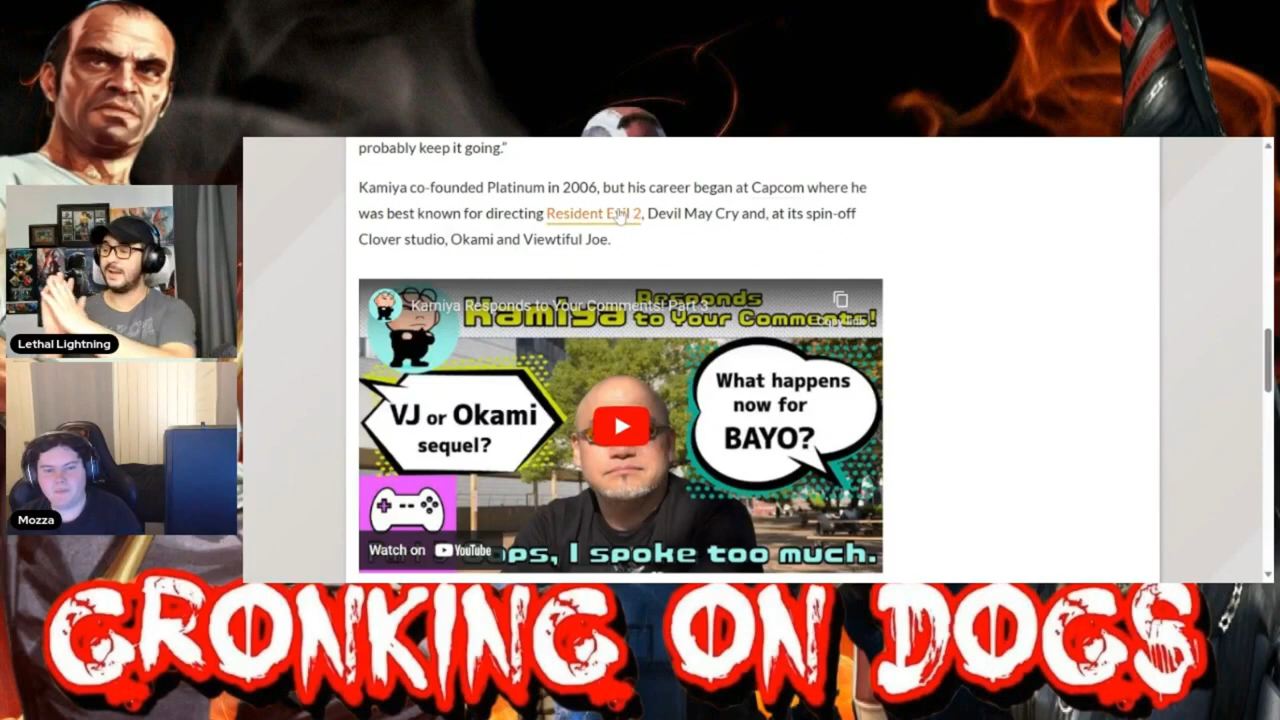 probably keep it going."
Kamiya co-founded Platinum in 2006, but his career began at Capcom where he
was best known for directing Resident Evil 2, Devil May Cry and, at its spin-off
Clover studio, Okami and Viewtiful Joe.
Kamiya Responds to Your Comments! Part 3
Kamiya Responds
to Your Comments!
VJ or Okami
sequel?
What happens
now for
BAYO?
Watch on YouTube
ops, I spoke too much.
Lethal Lightning
Mozza
CRONKING ON DOGS